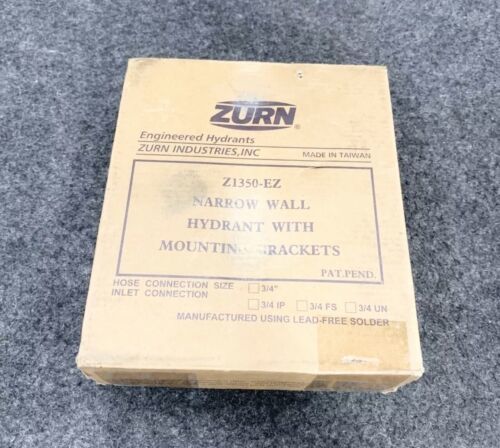 ZURN®
Engineered Hydrants
ZURN INDUSTRIES,INC
MADE IN TAIWAN
Z1350-EZ
NARROW WALL
HYDRANT WITH
MOUNTING BRACKETS
PAT.PEND.
HOSE CONNECTION SIZE 3/4"
INLET CONNECTION 3/4 IP 3/4 FS 3/4 UN
MANUFACTURED USING LEAD-FREE SOLDER